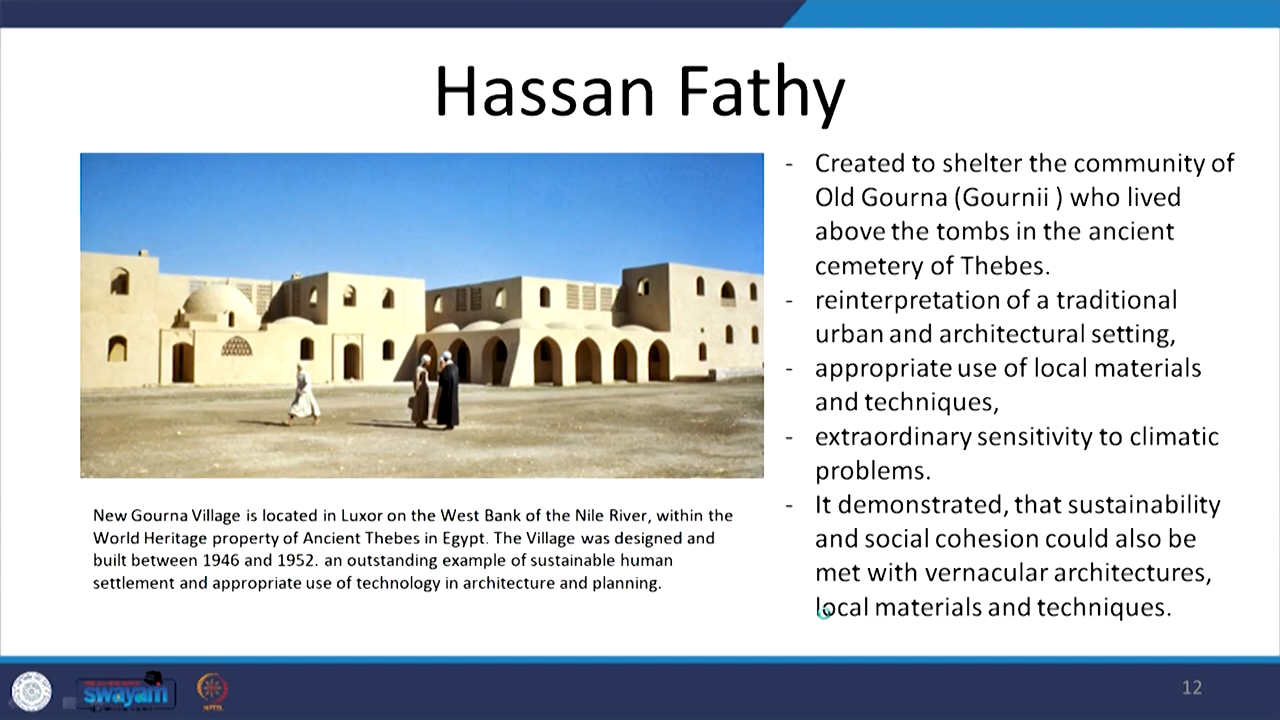 Hassan Fathy
- Created to shelter the community of
Old Gourna (Gournii ) who lived
above the tombs in the ancient
cemetery of Thebes.
- reinterpretation of a traditional
urban and architectural setting,
- appropriate use of local materials
and techniques,
- extraordinary sensitivity to climatic
problems.
- It demonstrated, that sustainability
and social cohesion could also be
met with vernacular architectures,
local materials and techniques.
New Gourna Village is located in Luxor on the West Bank of the Nile River, within the
World Heritage property of Ancient Thebes in Egypt. The Village was designed and
built between 1946 and 1952. an outstanding example of sustainable human
settlement and appropriate use of technology in architecture and planning.
swayam
12